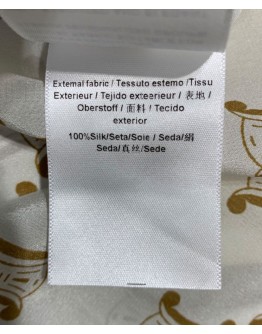 External fabric / Tessuto esterno /Tissu
Exterieur / Tejido exteerieur / 表地 /
Oberstoff / 面料 / Tecido
exterior
100%Silk/Seta/Soie / Seda/絹
Seda/真丝/Sede